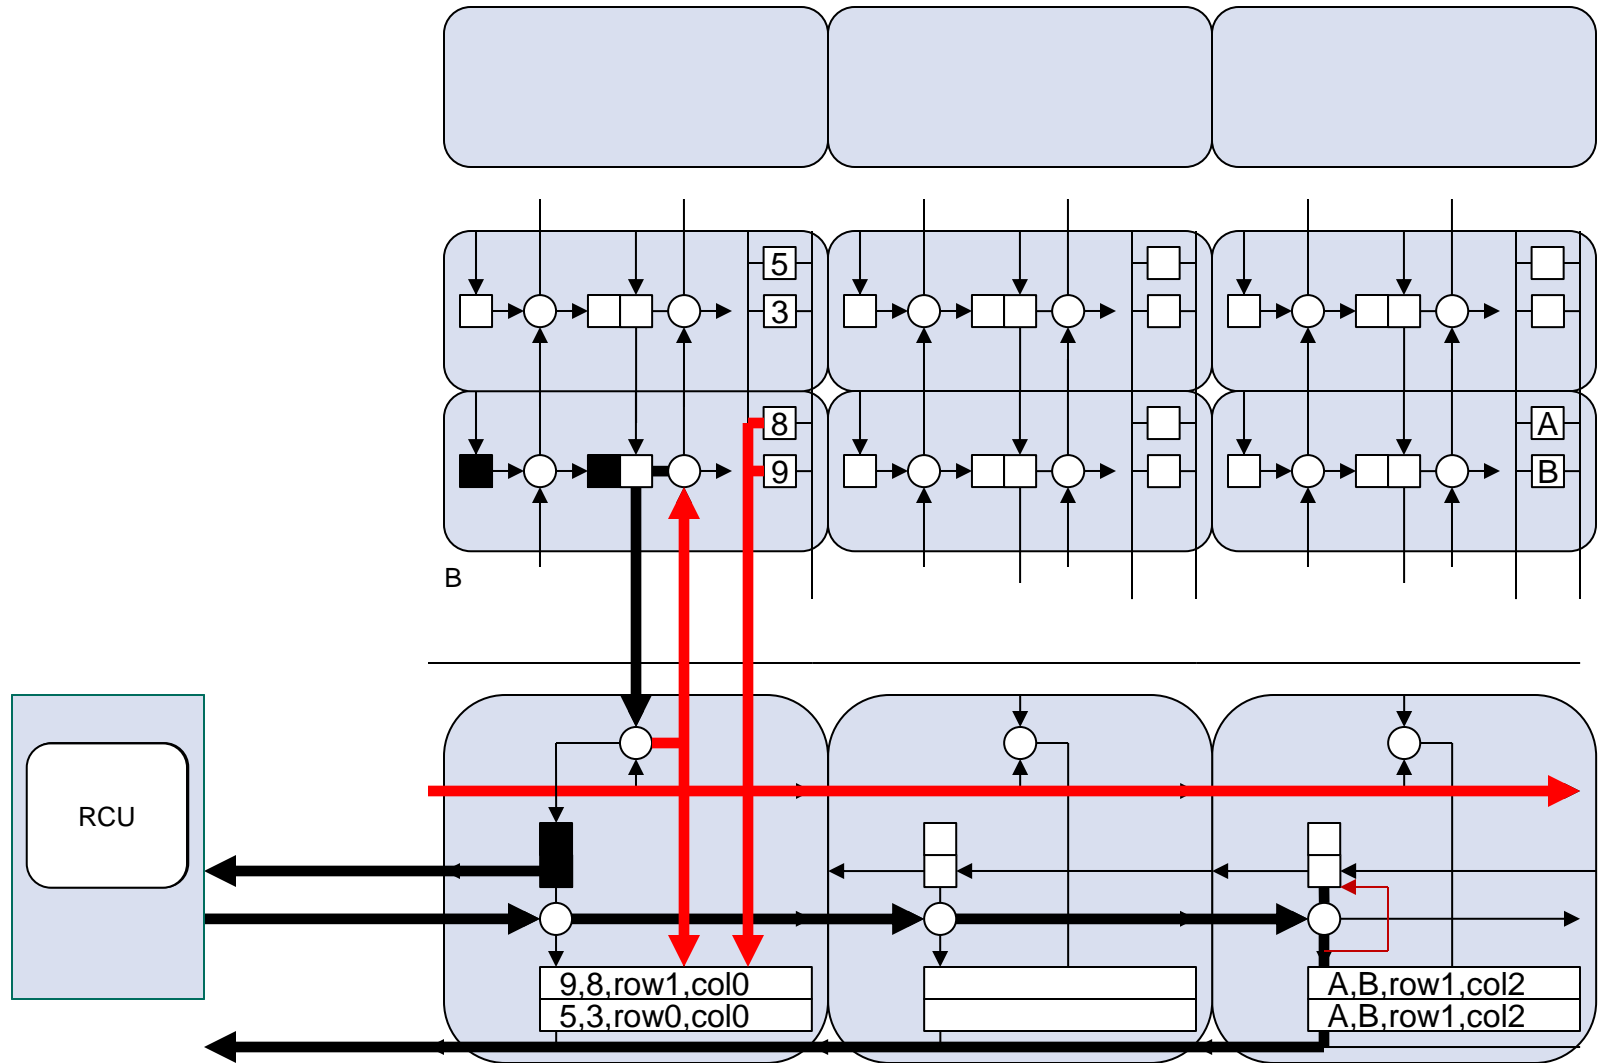 5
3
8
A
9
B
B
RCU
9,8,row1,col0
A,B,row1,col2
5,3,row0,col0
A,B,row1,col2